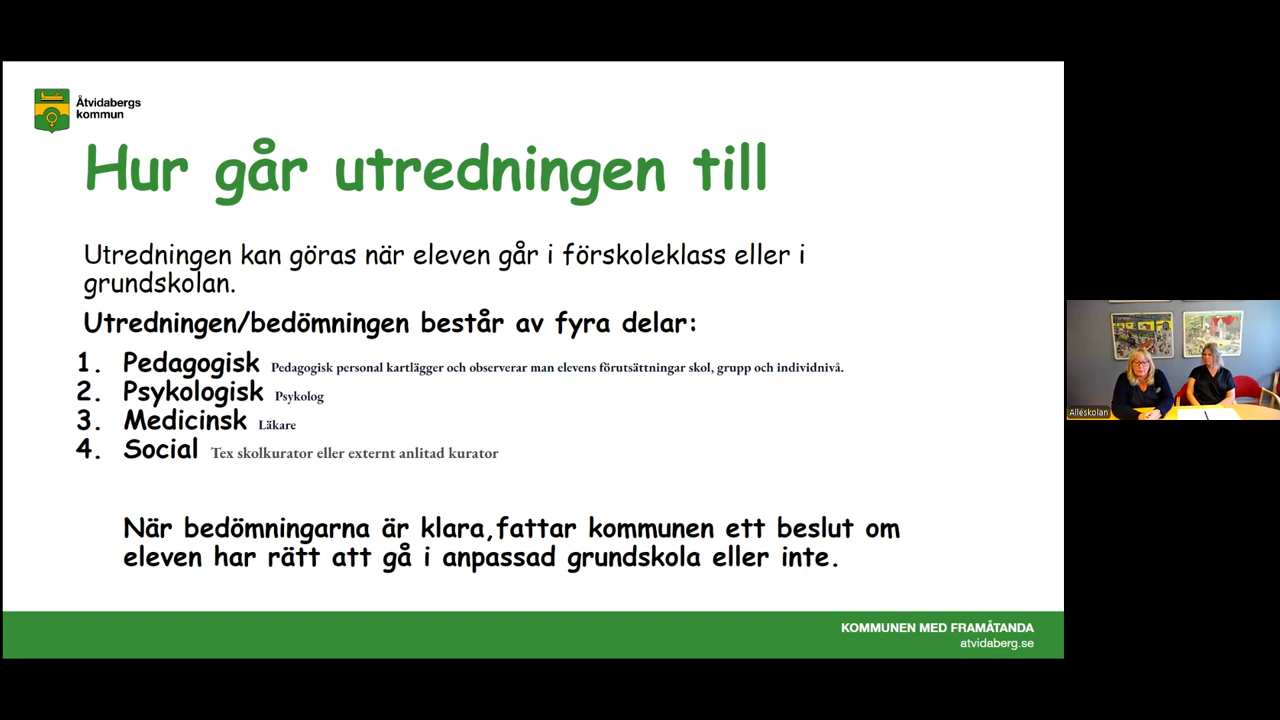 Åtvidabergs
kommun
Hur går utredningen till
Utredningen kan göras när eleven går i förskoleklass eller i
grundskolan.
Utredningen/bedömningen består av fyra delar:
1. Pedagogisk Pedagogisk personal kartlägger och observerar man elevens förutsättningar skol, grupp och individnivå.
2. Psykologisk Psykolog
3. Medicinsk Läkare
4. Social Tex skolkurator eller externt anlitad kurator
När bedömningarna är klara,fattar kommunen ett beslut om
eleven har rätt att gå i anpassad grundskola eller inte.
KOMMUNEN MED FRAMÅTANDA
atvidaberg.se
Alléskolan